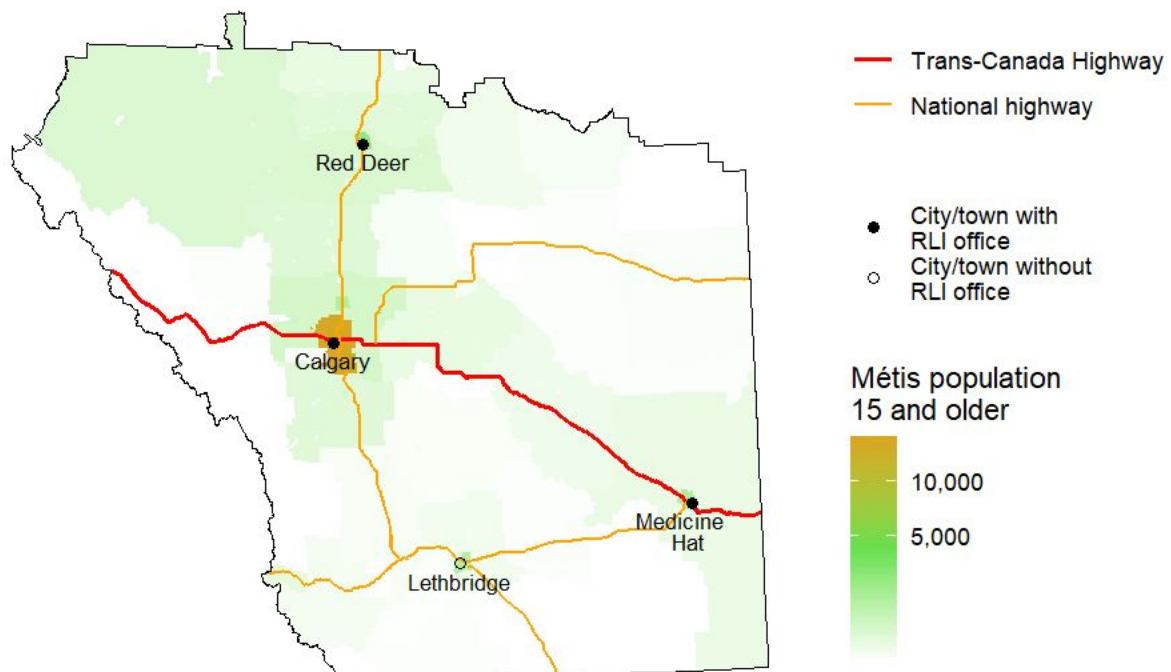 Trans-Canada Highway
National highway
Red Deer
City/town with
RLI office
City/town without
RLI office
Calgary
Métis population
15 and older
10,000
5,000
Medicine
Hat
Lethbridge